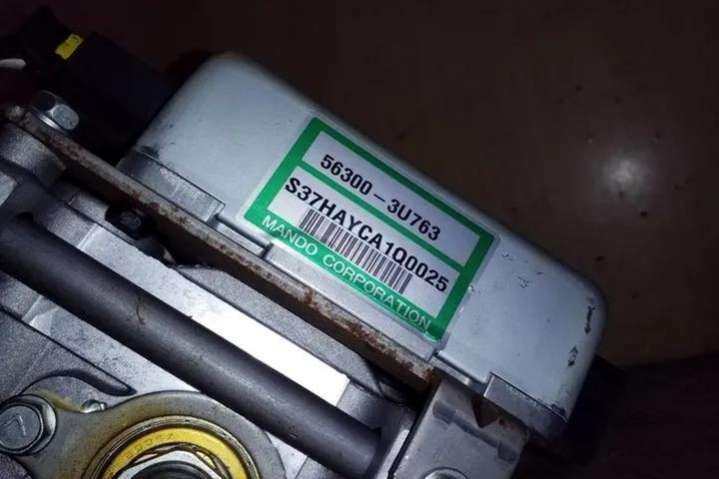 56300-3U763
S37HAYCA1Q0025
MANDO CORPORATION